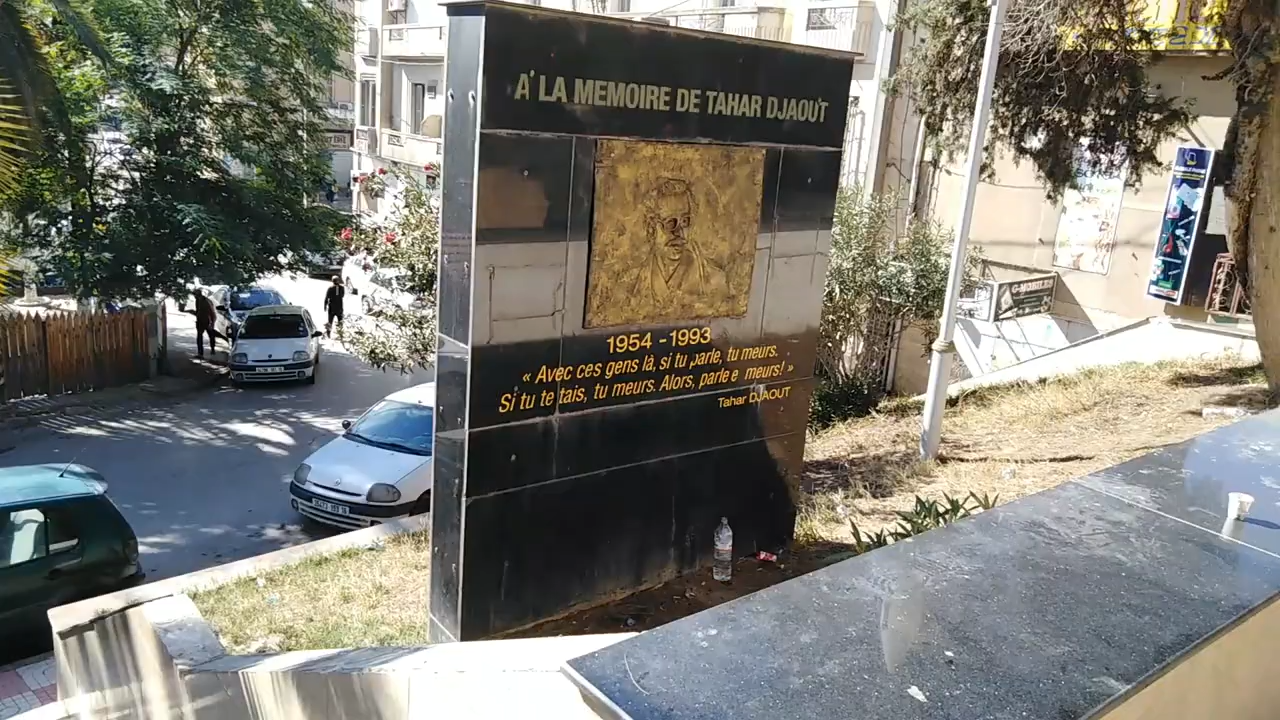 A' LA MEMOIRE DE TAHAR DJAOUT
1954 - 1993
« Avec ces gens là, si tu parle, tu meurs.
Si tu te tais, tu meurs. Alors, parle e meurs! »
Tahar DJAOUT
G-MOBILES